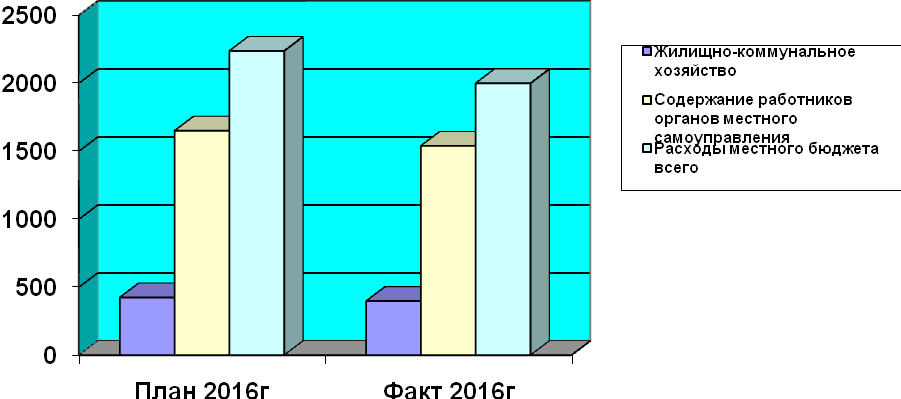 2500
2000
1500
1000
500
0
План 2016г
Факт 2016г
Жилищно-коммунальное
хозяйство
Содержание работников
органов местного
самоуправления
Расходы местного бюджета
всего